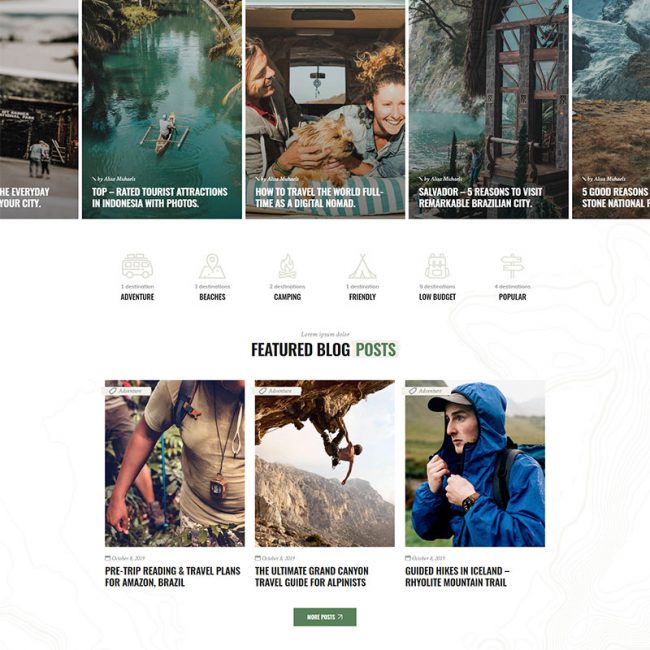 by Alisa Michaels
by Alisa Michaels
by Alisa Michaels
by Alisa Michaels
HE EVERYDAY
YOUR CITY.
TOP – RATED TOURIST ATTRACTIONS
IN INDONESIA WITH PHOTOS.
HOW TO TRAVEL THE WORLD FULL-
TIME AS A DIGITAL NOMAD.
SALVADOR – 5 REASONS TO VISIT
REMARKABLE BRAZILIAN CITY.
5 GOOD REASONS
STONE NATIONAL
1 destination
ADVENTURE
3 destinations
BEACHES
2 destinations
CAMPING
1 destination
FRIENDLY
5 destinations
LOW BUDGET
4 destinations
POPULAR
Lorem ipsum dolor
FEATURED BLOG POSTS
Adventure
Adventure
Adventure
October 8, 2019
PRE-TRIP READING & TRAVEL PLANS
FOR AMAZON, BRAZIL
October 8, 2019
THE ULTIMATE GRAND CANYON
TRAVEL GUIDE FOR ALPINISTS
October 8, 2019
GUIDED HIKES IN ICELAND –
RHYOLITE MOUNTAIN TRAIL
MORE POSTS